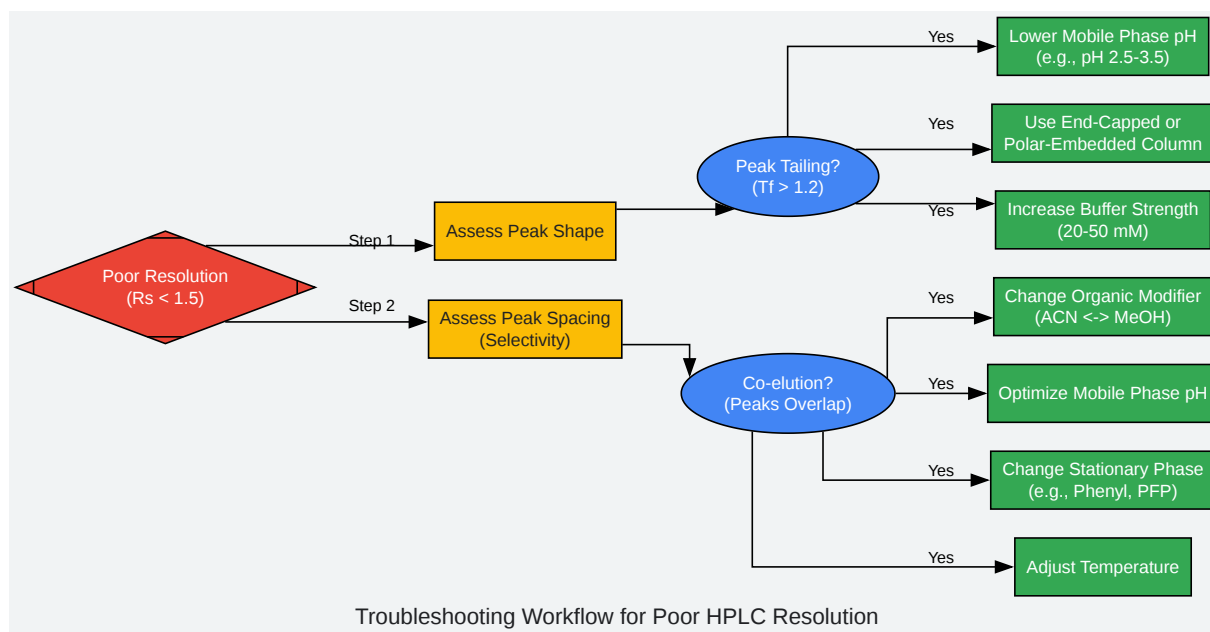 Poor Resolution
(Rs < 1.5)
Step 1
Step 2
Assess Peak Shape
Assess Peak Spacing
(Selectivity)
Peak Tailing?
(Tf > 1.2)
Yes
Lower Mobile Phase pH
(e.g., pH 2.5-3.5)
Yes
Use End-Capped or
Polar-Embedded Column
Yes
Increase Buffer Strength
(20-50 mM)
Co-elution?
(Peaks Overlap)
Yes
Change Organic Modifier
(ACN <-> MeOH)
Yes
Optimize Mobile Phase pH
Yes
Change Stationary Phase
(e.g., Phenyl, PFP)
Yes
Adjust Temperature
Troubleshooting Workflow for Poor HPLC Resolution